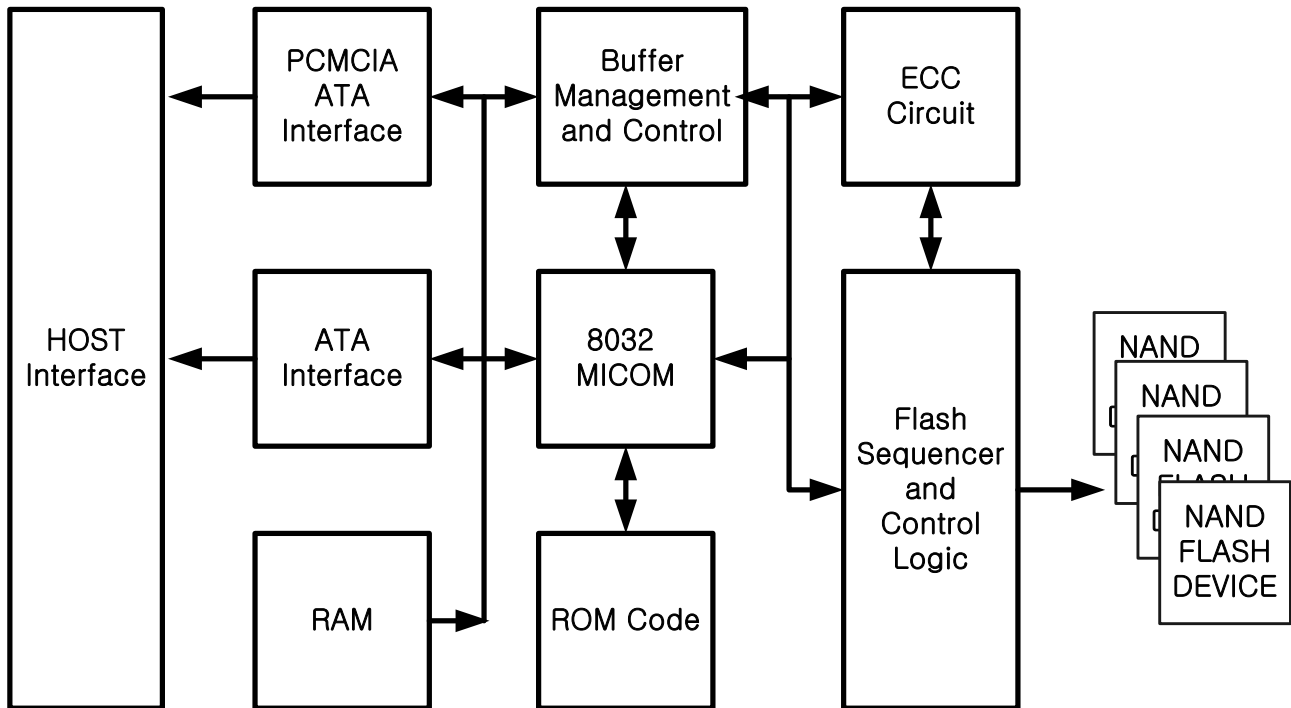 PCMCIA
ATA
Interface
Buffer
Management
and Control
ECC
Circuit
HOST
Interface
ATA
Interface
8032
MICOM
Flash
Sequencer
and
Control
Logic
NAND
NAND
NAND
FLASH
NAND
FLASH
DEVICE
RAM
ROM Code